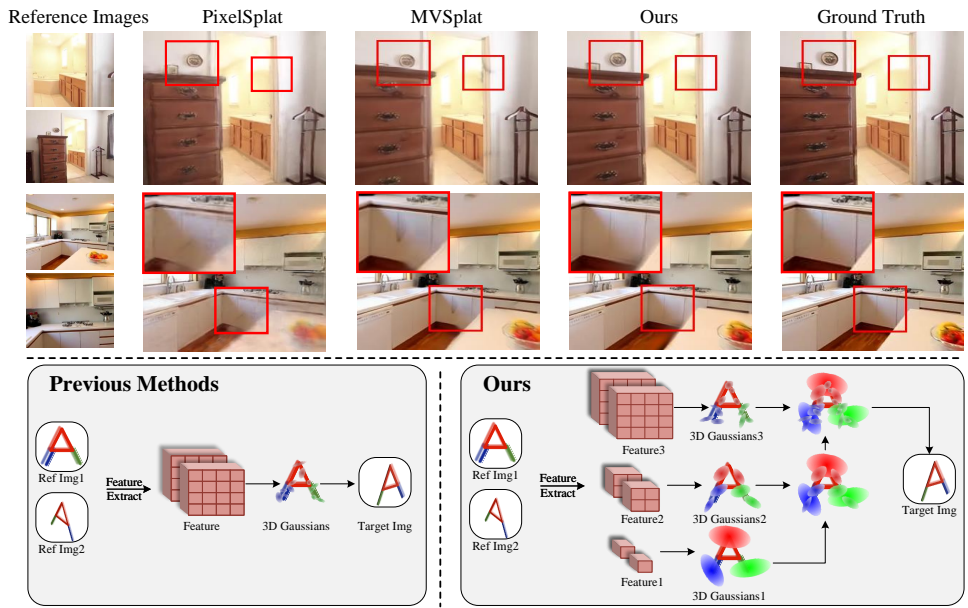 Reference Images
PixelSplat
MVSplat
Ours
Ground Truth
Previous Methods
Ref Img1
Ref Img2
Feature
Extract
Feature
3D Gaussians
Target Img
Ours
Ref Img1
Ref Img2
Feature
Extract
Feature3
3D Gaussians3
Feature2
3D Gaussians2
Feature1
3D Gaussians1
Target Img